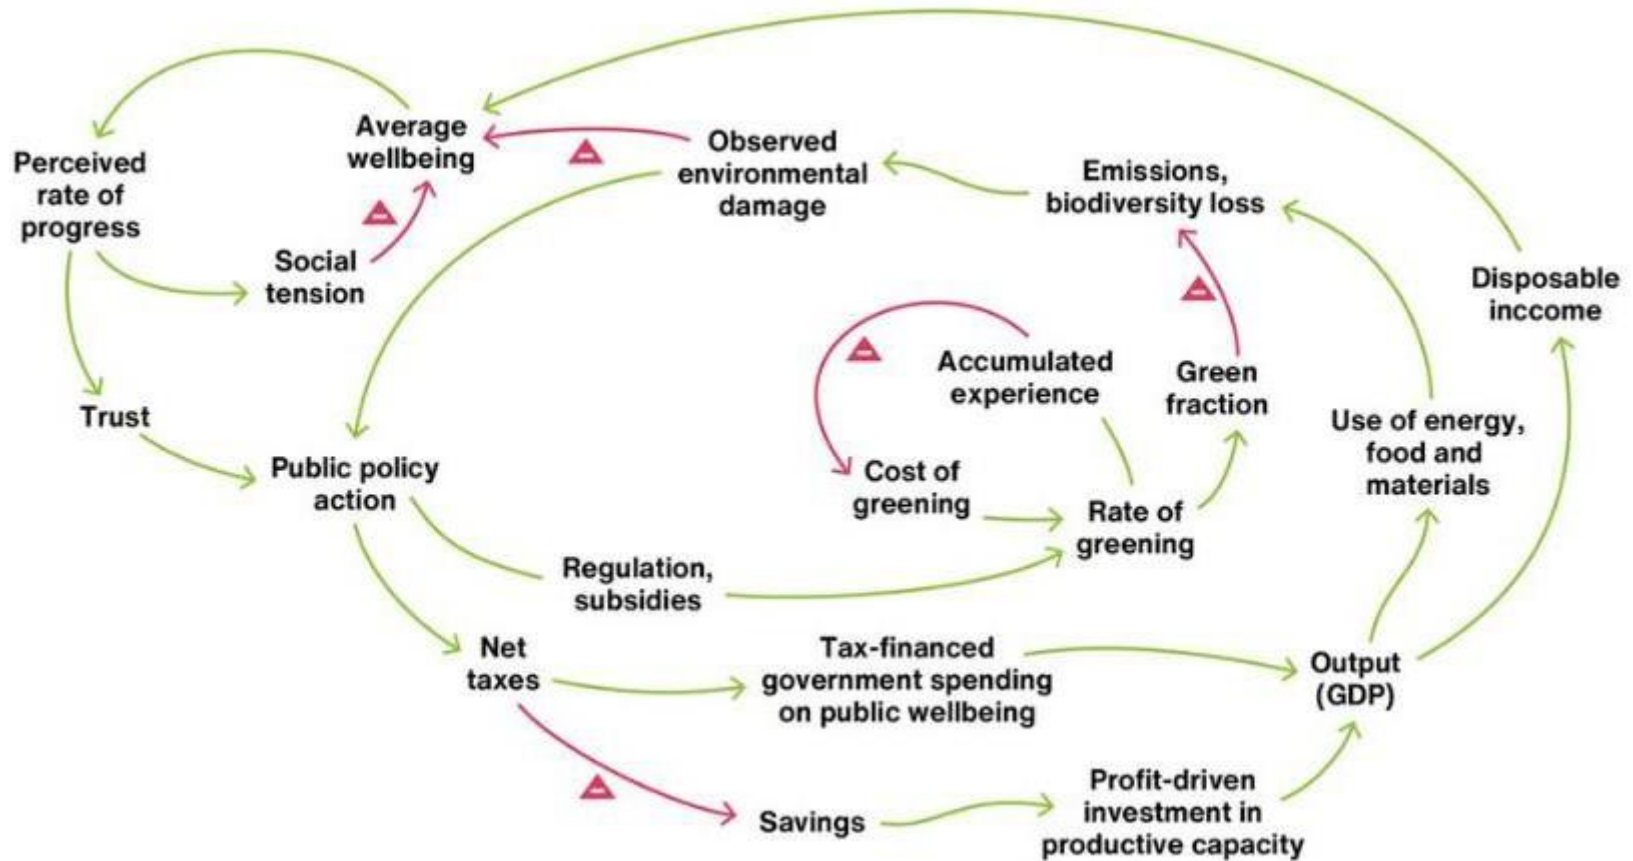 Average
wellbeing
Perceived
rate of
progress
Social
tension
Trust
Observed
environmental
damage
Emissions,
biodiversity loss
Disposable
inccome
Accumulated
experience
Green
fraction
Use of energy,
food and
materials
Public policy
action
Cost of
greening
Rate of
greening
Regulation,
subsidies
Net
taxes
Tax-financed
government spending
on public wellbeing
Output
(GDP)
Savings
Profit-driven
investment in
productive capacity